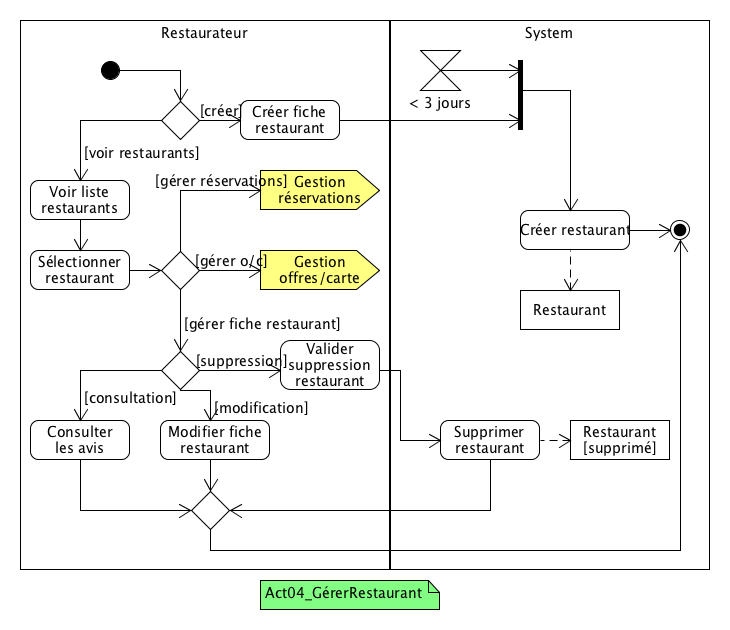 Restaurateur
System
[créer]
Créer fiche
restaurant
< 3 jours
[voir restaurants]
Voir liste
restaurants
[gérer réservations]
Gestion
réservations
Créer restaurant
Sélectionner
restaurant
[gérer o/c]
Gestion
offres/carte
Restaurant
[gérer fiche restaurant]
[suppression]
Valider
suppression
restaurant
[consultation]
[modification]
Consulter
les avis
Modifier fiche
restaurant
Supprimer
restaurant
Restaurant
[supprimé]
Act04_GérerRestaurant